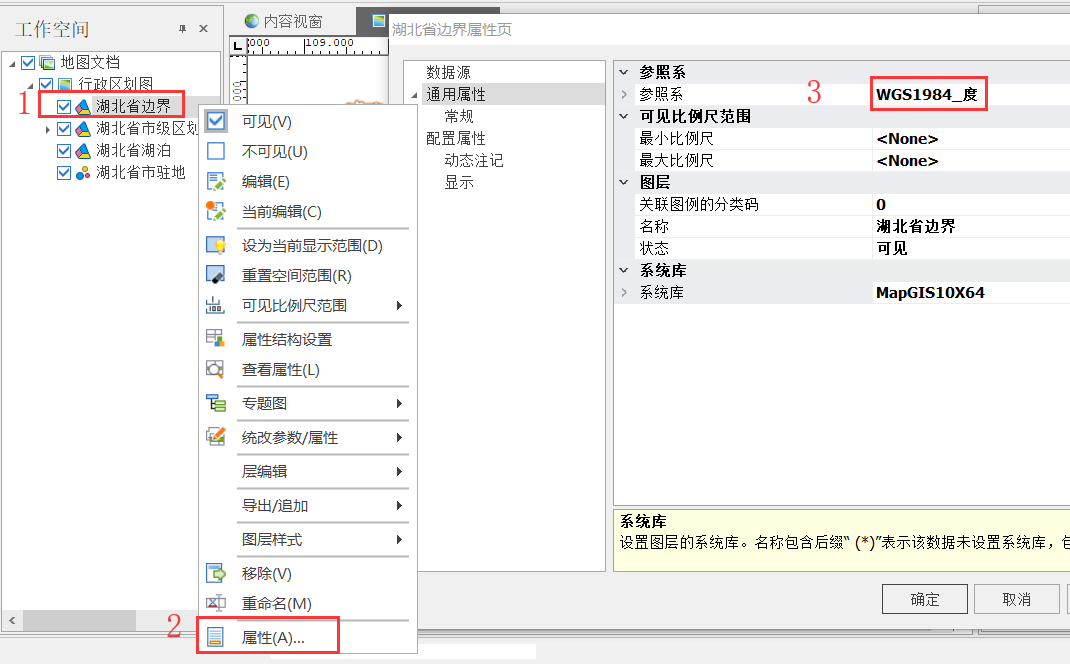 工作空间
地图文档
行政区划图
1
湖北省边界
湖北省市级区划
湖北省湖泊
湖北省市驻地
内容视窗
000
109.000
000
可见(V)
不可见(U)
编辑(E)
当前编辑(C)
设为当前显示范围(D)
重置空间范围(R)
可见比例尺范围
属性结构设置
查看属性(L)
专题图
统改参数/属性
层编辑
导出/追加
图层样式
移除(V)
重命名(M)
2
属性(A)...
湖北省边界属性页
数据源
通用属性
常规
配置属性
动态注记
显示
参照系
参照系
3
WGS1984_度
可见比例尺范围
最小比例尺 <None>
最大比例尺 <None>
图层
关联图例的分类码 0
名称 湖北省边界
状态 可见
系统库
系统库 MapGIS10X64
系统库
设置图层的系统库。名称包含后缀“ (*)”表示该数据未设置系统库，
确定
取消